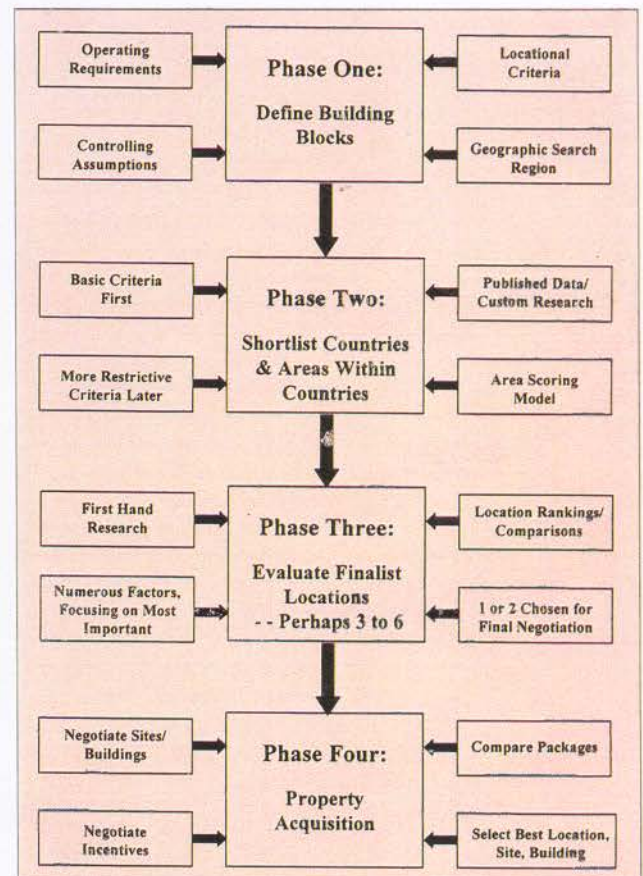 Operating
Requirements
Controlling
Assumptions
Phase One:
Define Building
Blocks
Locational
Criteria
Geographic Search
Region
Basic Criteria
First
More Restrictive
Criteria Later
Phase Two:
Shortlist Countries
& Areas Within
Countries
Published Data/
Custom Research
Area Scoring
Model
First Hand
Research
Numerous Factors,
Focusing on Most
Important
Phase Three:
Evaluate Finalist
Locations
- - Perhaps 3 to 6
Location Rankings/
Comparisons
1 or 2 Chosen for
Final Negotiation
Negotiate Sites/
Buildings
Negotiate
Incentives
Phase Four:
Property
Acquisition
Compare Packages
Select Best Location,
Site, Building